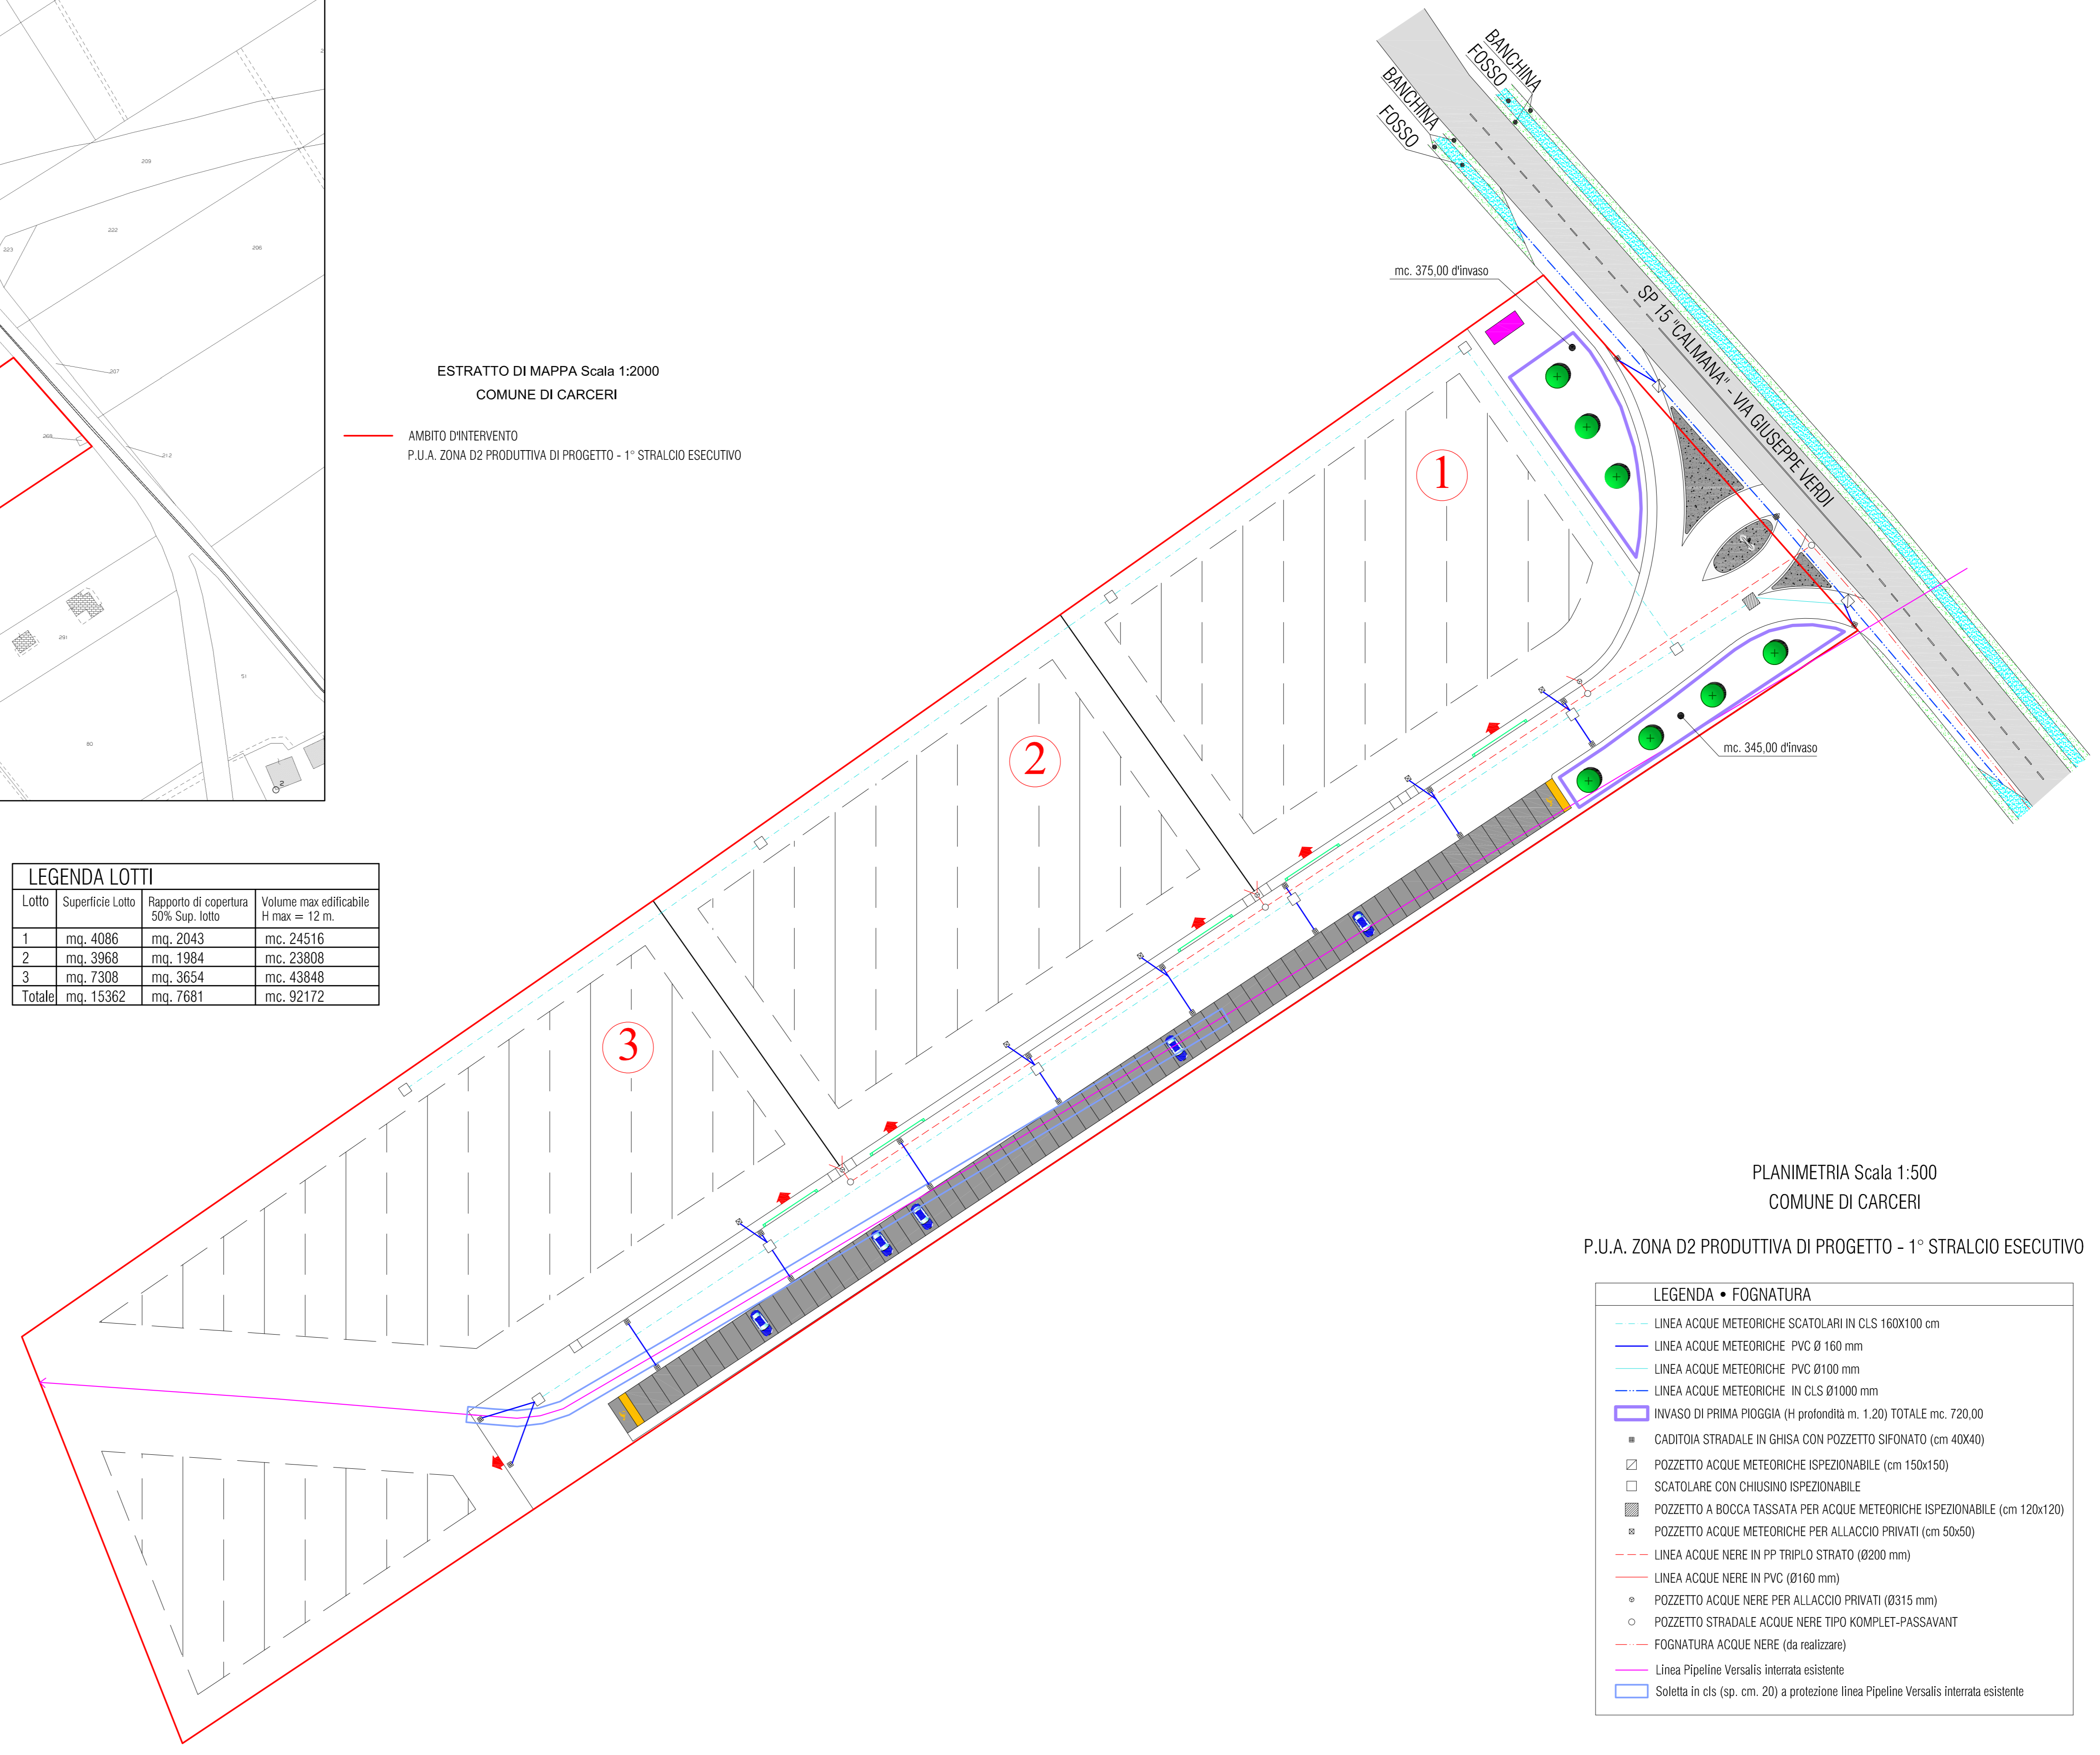 209
222
223
206
207
208
212
291
51
80
2
ESTRATTO DI MAPPA Scala 1:2000
COMUNE DI CARCERI
AMBITO D'INTERVENTO
P.U.A. ZONA D2 PRODUTTIVA DI PROGETTO - 1° STRALCIO ESECUTIVO
BANCHINA
FOSSO
BANCHINA
FOSSO
mc. 375,00 d'invaso
SP 15 "CALMANA" - VIA GIUSEPPE VERDI
1
2
3
mc. 345,00 d'invaso
LEGENDA LOTTI
Lotto Superficie Lotto Rapporto di copertura 50% Sup. lotto Volume max edificabile H max = 12 m.
1 mq. 4086 mq. 2043 mc. 24516
2 mq. 3968 mq. 1984 mc. 23808
3 mq. 7308 mq. 3654 mc. 43848
Totale mq. 15362 mq. 7681 mc. 92172
PLANIMETRIA Scala 1:500
COMUNE DI CARCERI
P.U.A. ZONA D2 PRODUTTIVA DI PROGETTO - 1° STRALCIO ESECUTIVO
LEGENDA • FOGNATURA
LINEA ACQUE METEORICHE SCATOLARI IN CLS 160X100 cm
LINEA ACQUE METEORICHE PVC Ø 160 mm
LINEA ACQUE METEORICHE PVC Ø100 mm
LINEA ACQUE METEORICHE IN CLS Ø1000 mm
INVASO DI PRIMA PIOGGIA (H profondità m. 1.20) TOTALE mc. 720,00
CADITOIA STRADALE IN GHISA CON POZZETTO SIFONATO (cm 40X40)
POZZETTO ACQUE METEORICHE ISPEZIONABILE (cm 150x150)
SCATOLARE CON CHIUSINO ISPEZIONABILE
POZZETTO A BOCCA TASSATA PER ACQUE METEORICHE ISPEZIONABILE (cm 120x120)
POZZETTO ACQUE METEORICHE PER ALLACCIO PRIVATI (cm 50x50)
LINEA ACQUE NERE IN PP TRIPLO STRATO (Ø200 mm)
LINEA ACQUE NERE IN PVC (Ø160 mm)
POZZETTO ACQUE NERE PER ALLACCIO PRIVATI (Ø315 mm)
POZZETTO STRADALE ACQUE NERE TIPO KOMPLET-PASSAVANT
FOGNATURA ACQUE NERE (da realizzare)
Linea Pipeline Versalis interrata esistente
Soletta in cls (sp. cm. 20) a protezione linea Pipeline Versalis interrata esistente